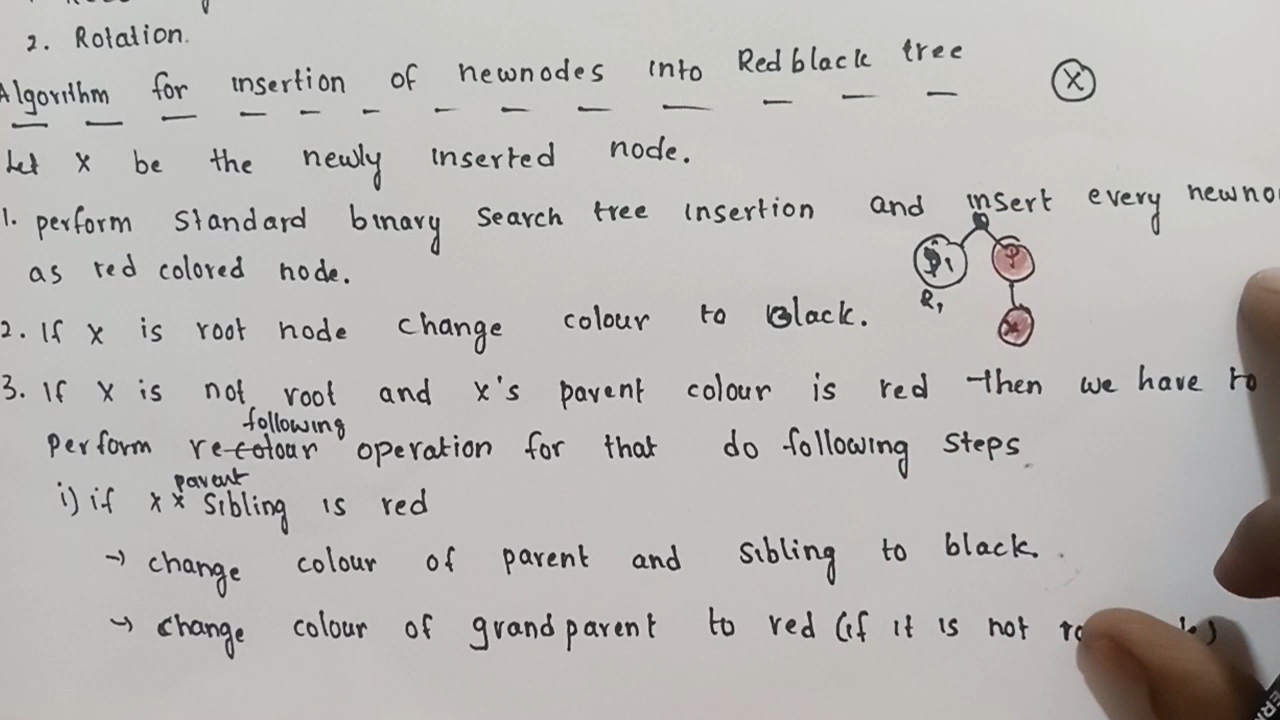 2. Rotation.
Algorithm for insertion of newnodes into Redblack tree
X
Let x be the newly inserted node.
1. perform standard binary search tree insertion and insert every newno
as red colored node.
P
R1
x
2. If x is root node change colour to Black.
3. If x is not root and x's parent colour is red then we have to
following
perform re-colour operation for that do following steps
parent
i) if x x sibling is red
→ change colour of parent and sibling to black.
→ change colour of grandparent to red (if it is not